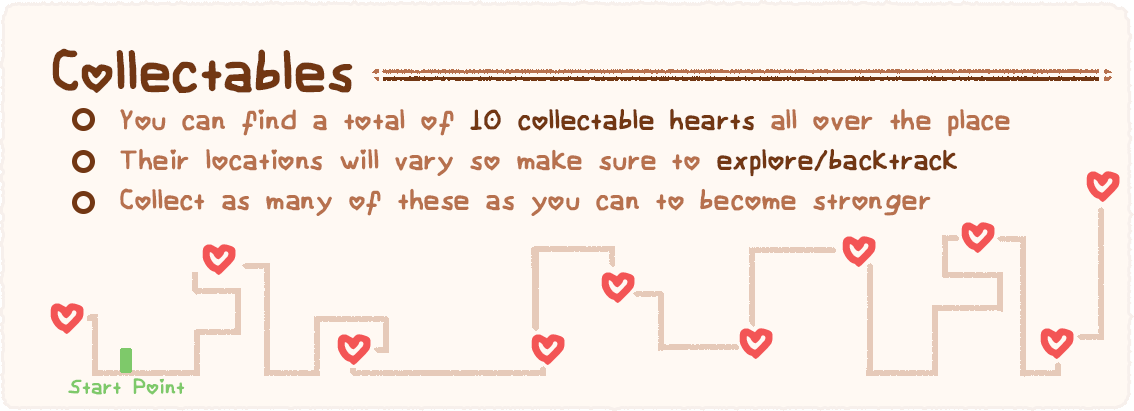 Collectables
You can find a total of 10 collectable hearts all over the place
Their locations will vary so make sure to explore/backtrack
Collect as many of these as you can to become stronger
Start Point